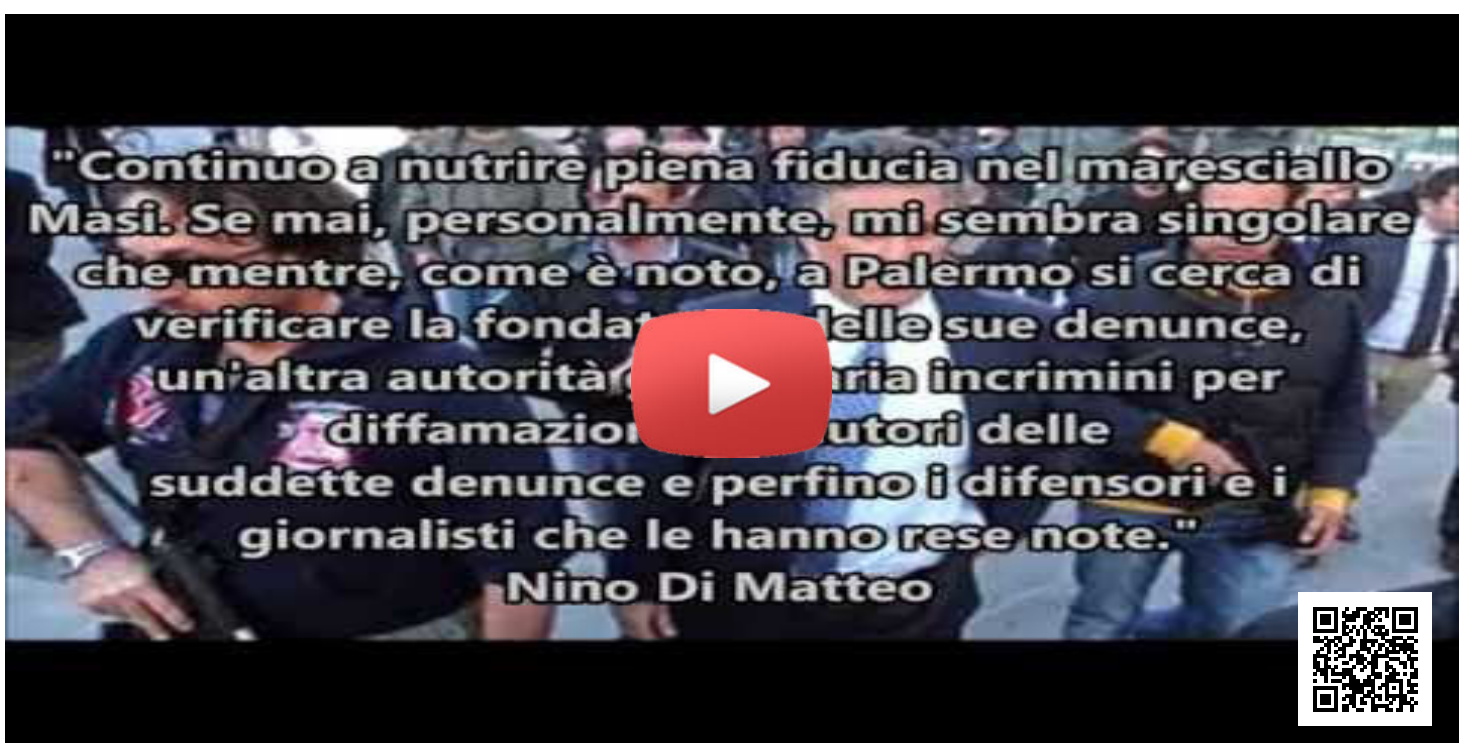 "Continuo a nutrire piena fiducia nel maresciallo
Masi. Se mai, personalmente, mi sembra singolare
che mentre, come è noto, a Palermo si cerca di
verificare la delle sue denunce,
un'altra autorità incrimini per
delle
suddette denunce e perfino i difensori e i
giornalisti che le hanno rese note."
Nino Di Matteo